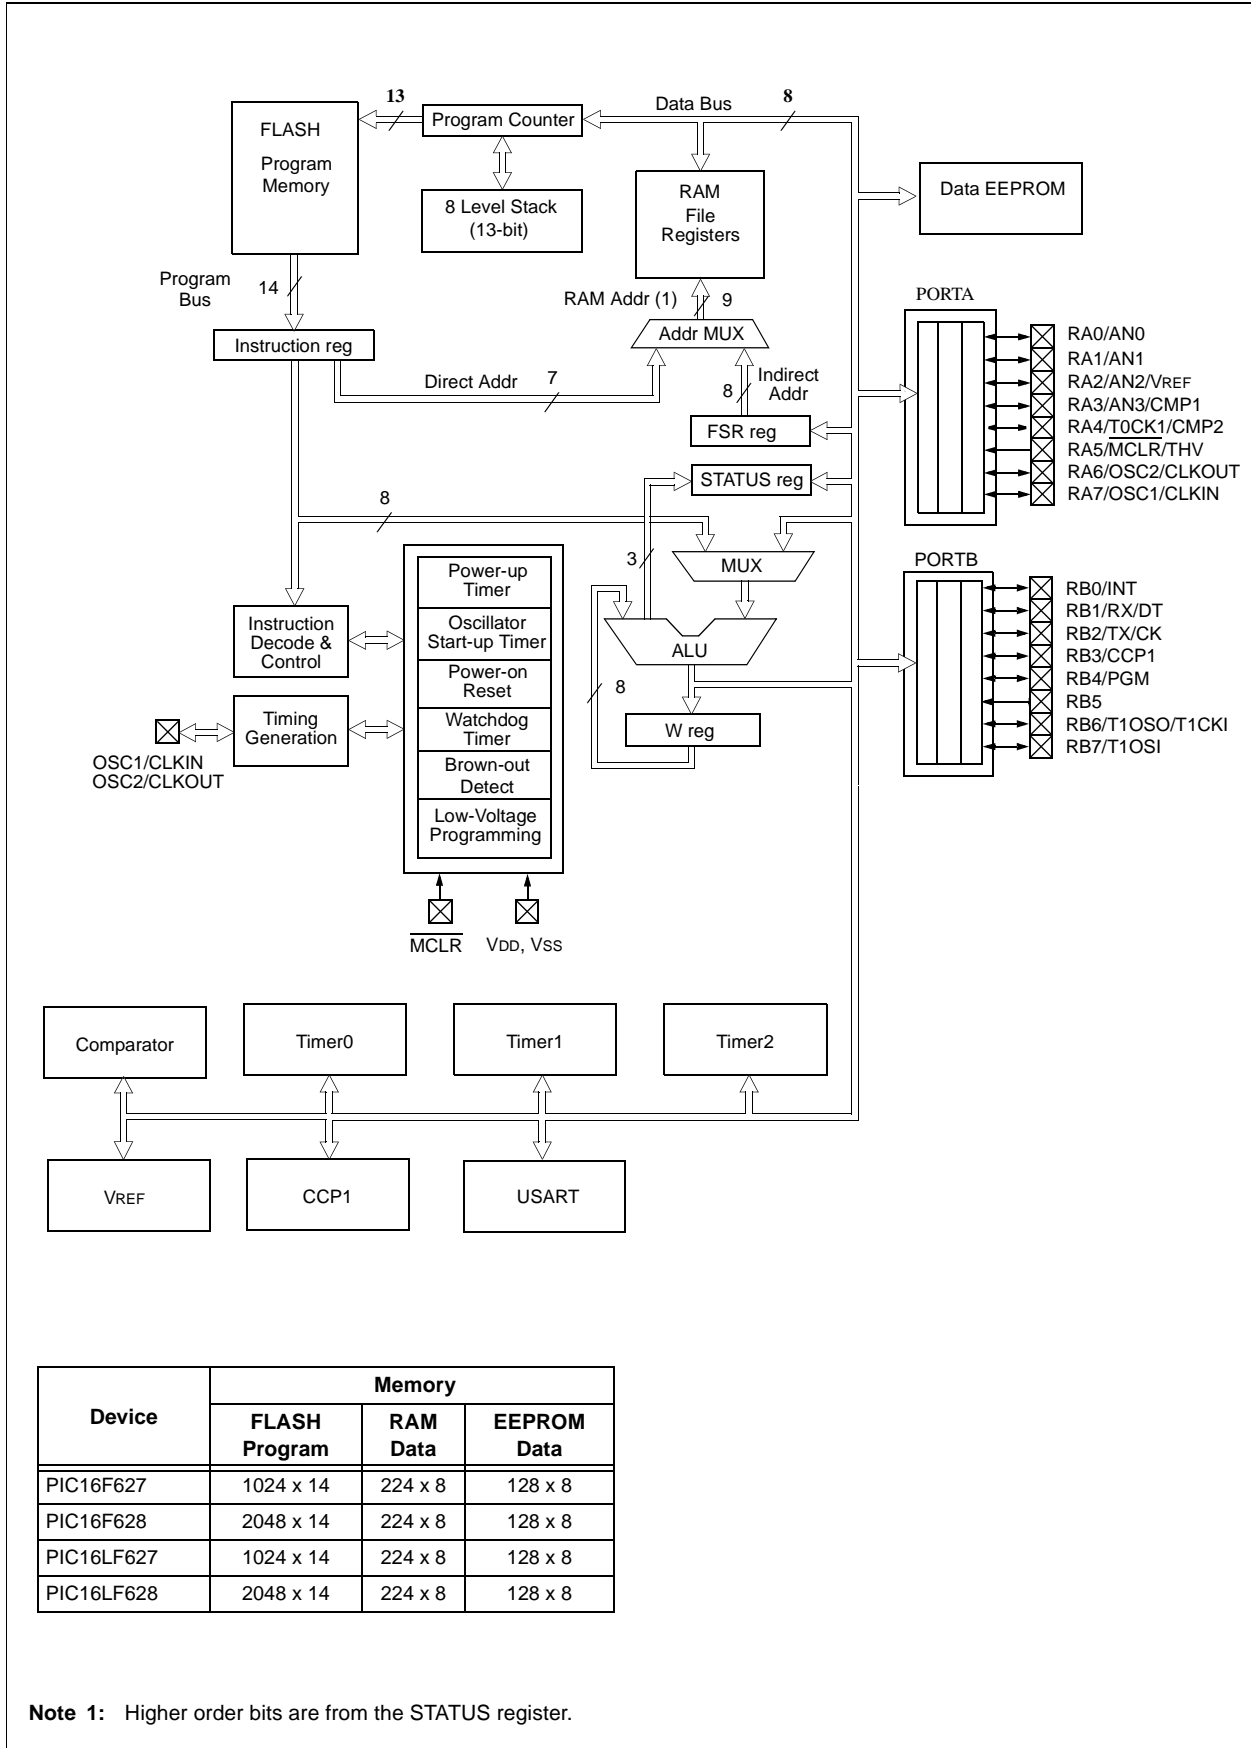 13
Data Bus
8
FLASH
Program
Memory
Program Counter
8 Level Stack
(13-bit)
RAM
File
Registers
Data EEPROM
Program
Bus
14
RAM Addr (1)
9
Addr MUX
Instruction reg
Direct Addr
7
8
Indirect
Addr
FSR reg
STATUS reg
8
3
MUX
ALU
8
W reg
PORTA
RA0/AN0
RA1/AN1
RA2/AN2/VREF
RA3/AN3/CMP1
RA4/T0CK1/CMP2
RA5/MCLR/THV
RA6/OSC2/CLKOUT
RA7/OSC1/CLKIN
PORTB
RB0/INT
RB1/RX/DT
RB2/TX/CK
RB3/CCP1
RB4/PGM
RB5
RB6/T1OSO/T1CKI
RB7/T1OSI
Instruction
Decode &
Control
Timing
Generation
OSC1/CLKIN
OSC2/CLKOUT
Power-up
Timer
Oscillator
Start-up Timer
Power-on
Reset
Watchdog
Timer
Brown-out
Detect
Low-Voltage
Programming
MCLR
VDD, VSS
Comparator
Timer0
Timer1
Timer2
VREF
CCP1
USART
Device
Memory
FLASH
Program
RAM
Data
EEPROM
Data
PIC16F627 1024 x 14 224 x 8 128 x 8
PIC16F628 2048 x 14 224 x 8 128 x 8
PIC16LF627 1024 x 14 224 x 8 128 x 8
PIC16LF628 2048 x 14 224 x 8 128 x 8
Note 1: Higher order bits are from the STATUS register.